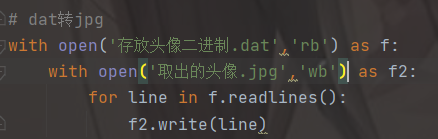 # dat转jpg
with open('存放头像二进制.dat','rb') as f:
    with open('取出的头像.jpg','wb') as f2:
        for line in f.readlines():
            f2.write(line)